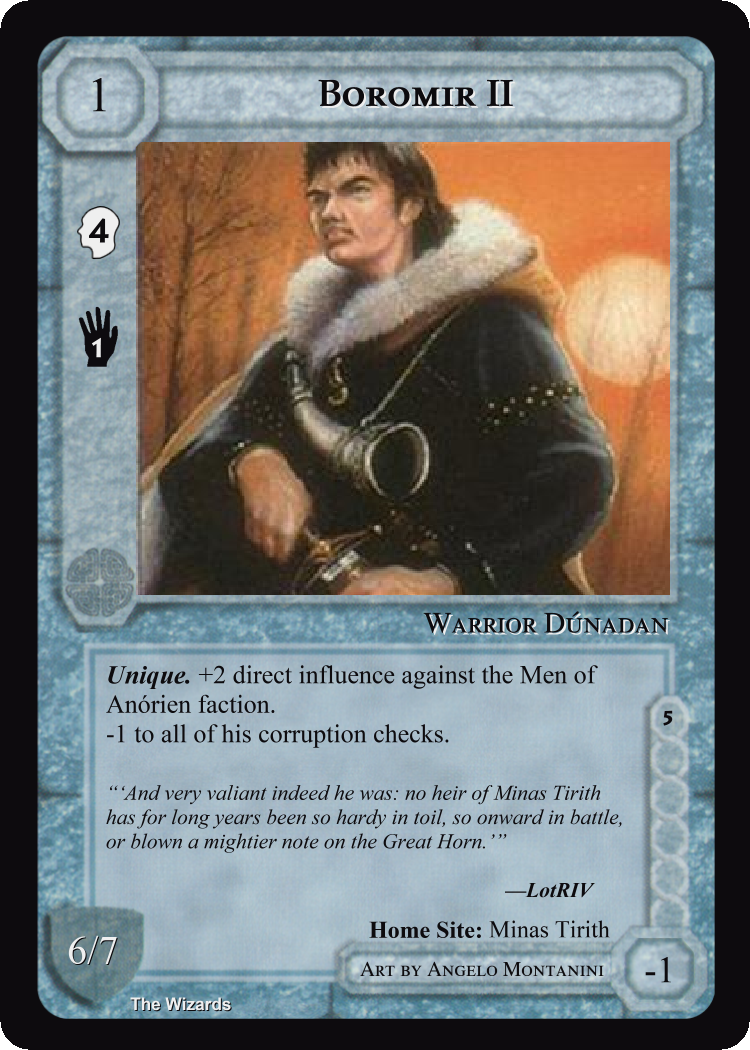 1
Boromir II
4
1
Warrior Dúnadan
Unique. +2 direct influence against the Men of
Anórien faction.
-1 to all of his corruption checks.
5
“‘And very valiant indeed he was: no heir of Minas Tirith
has for long years been so hardy in toil, so onward in battle,
or blown a mightier note on the Great Horn.’”
—LotRIV
Home Site: Minas Tirith
6/7
Art by Angelo Montanini
-1
The Wizards